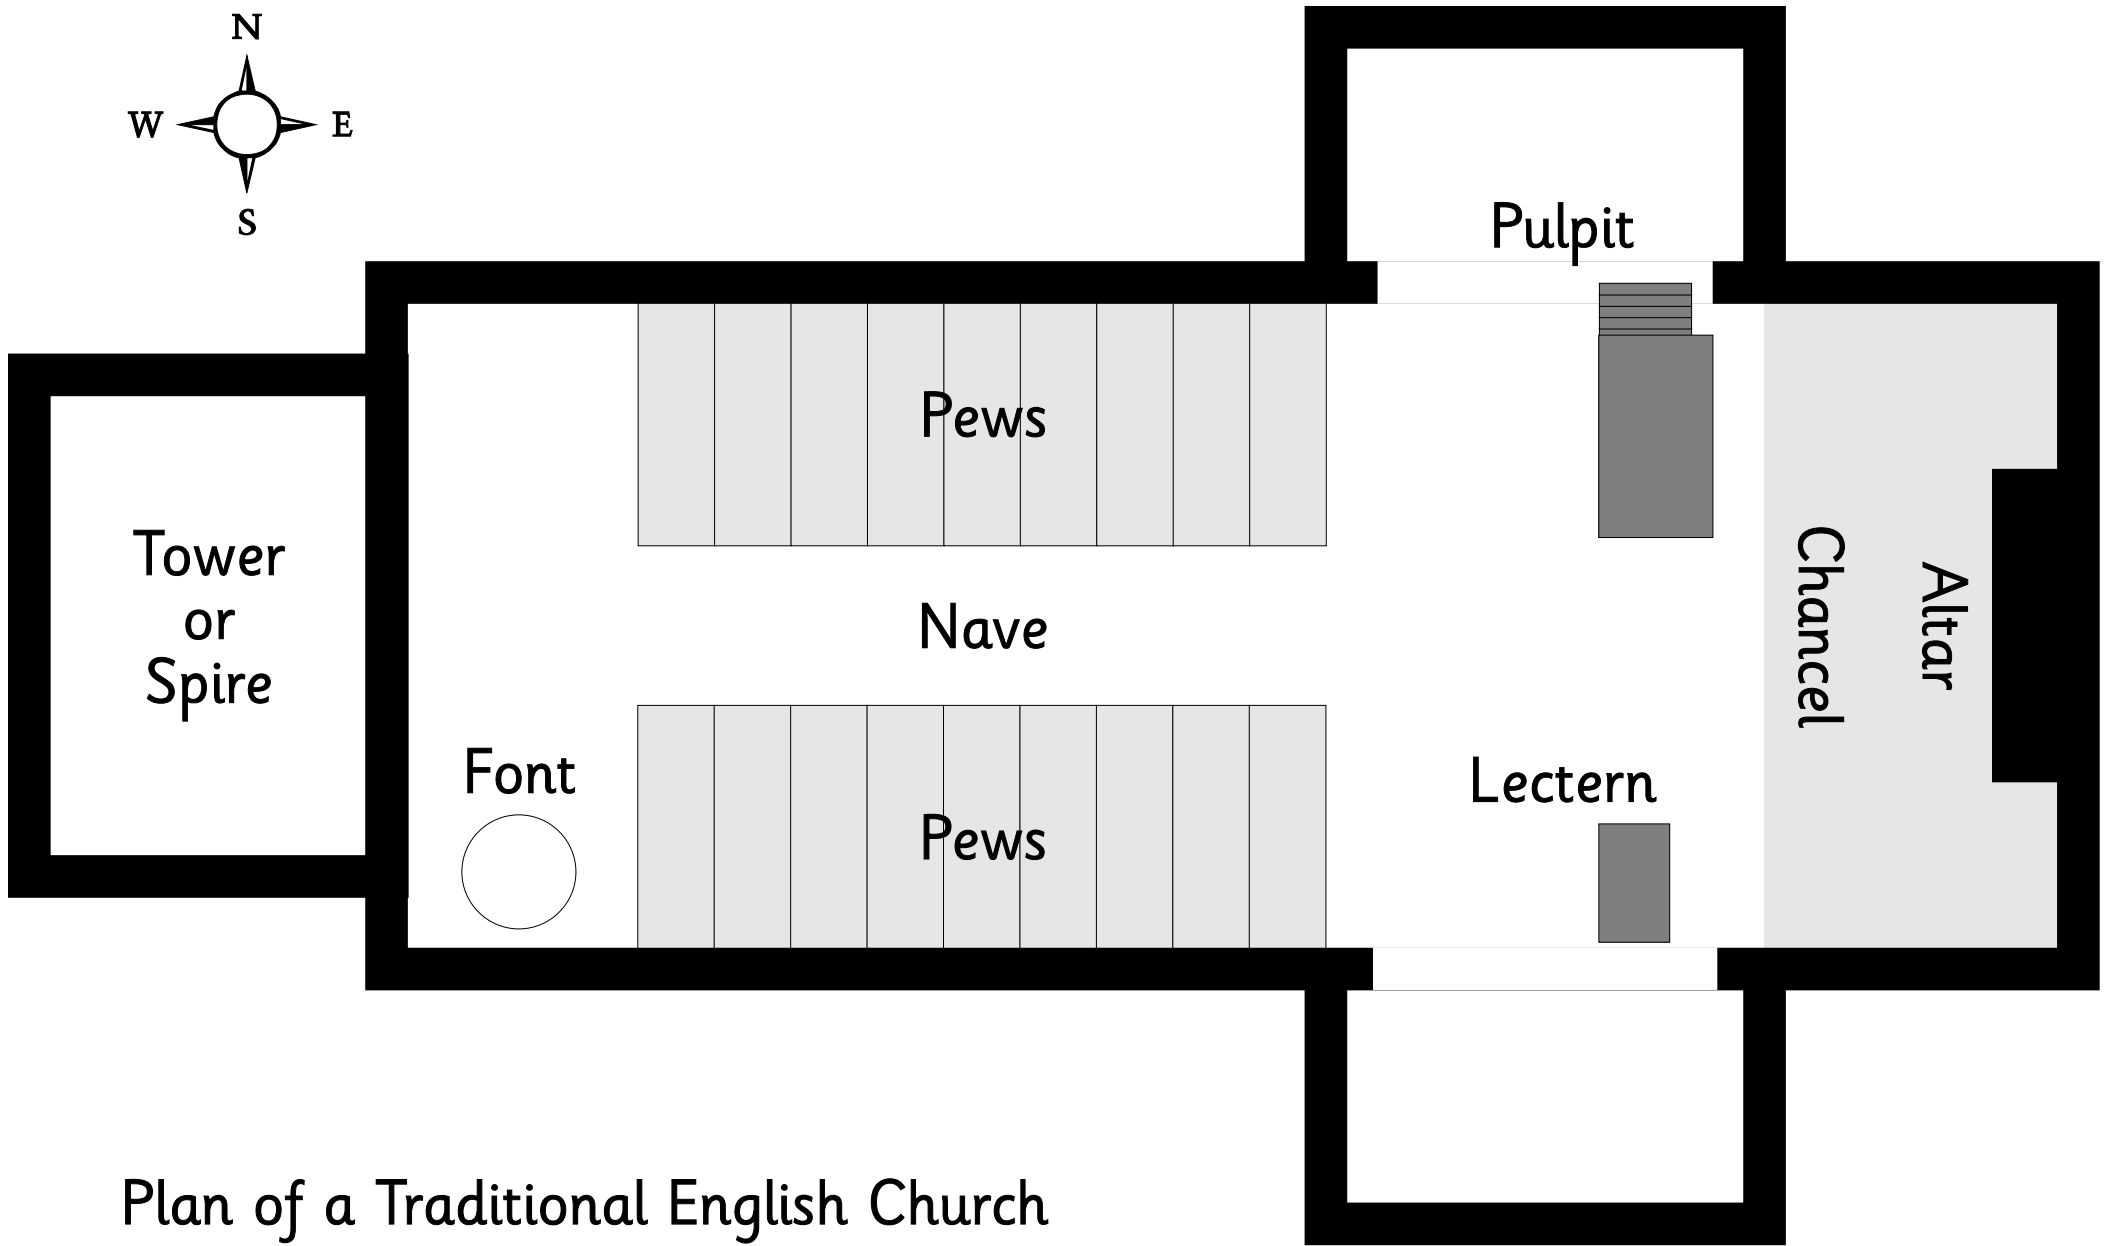 N
W
E
S
Pulpit
Pews
Tower
or
Spire
Nave
Chancel
Altar
Font
Lectern
Pews
Plan of a Traditional English Church